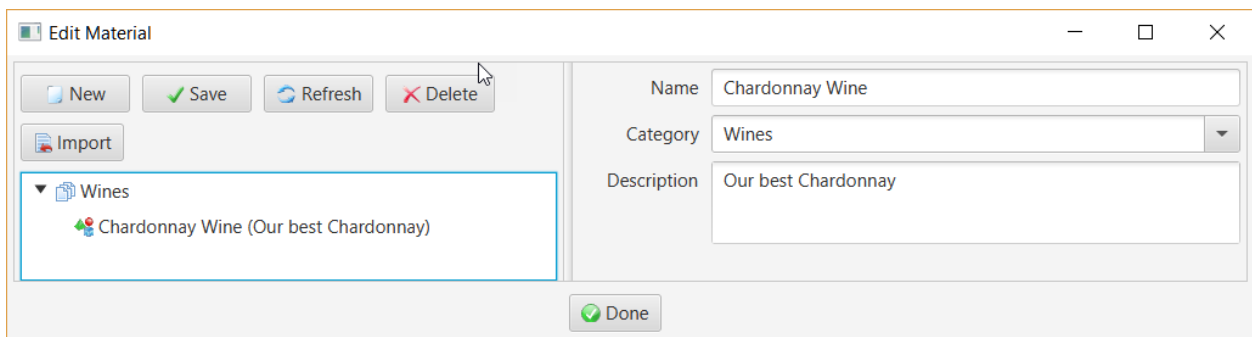 Edit Material
New Save Refresh Delete
Import
Wines
Chardonnay Wine (Our best Chardonnay)
Name Chardonnay Wine
Category Wines
Description Our best Chardonnay
Done